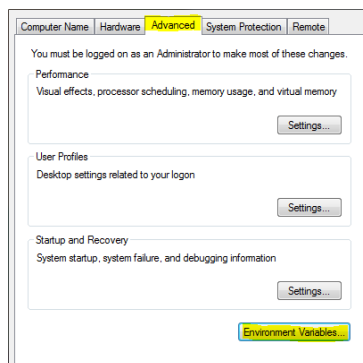 Computer Name Hardware Advanced System Protection Remote
You must be logged on as an Administrator to make most of these changes.
Performance
Visual effects, processor scheduling, memory usage, and virtual memory
Settings...
User Profiles
Desktop settings related to your logon
Settings...
Startup and Recovery
System startup, system failure, and debugging information
Settings...
Environment Variables...